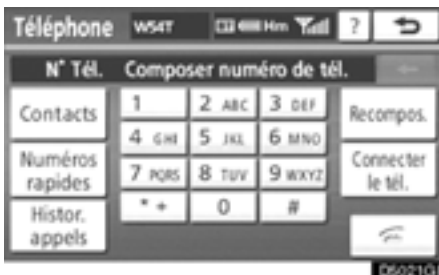 Téléphone W54T Hm ?
N° Tél. Composer numéro de tél.
Contacts 1 2 ABC 3 DEF Recompos.
4 GHI 5 JKL 6 MNO
Numéros rapides 7 PQRS 8 TUV 9 WXYZ Connecter le tél.
Histor. appels * + 0 #